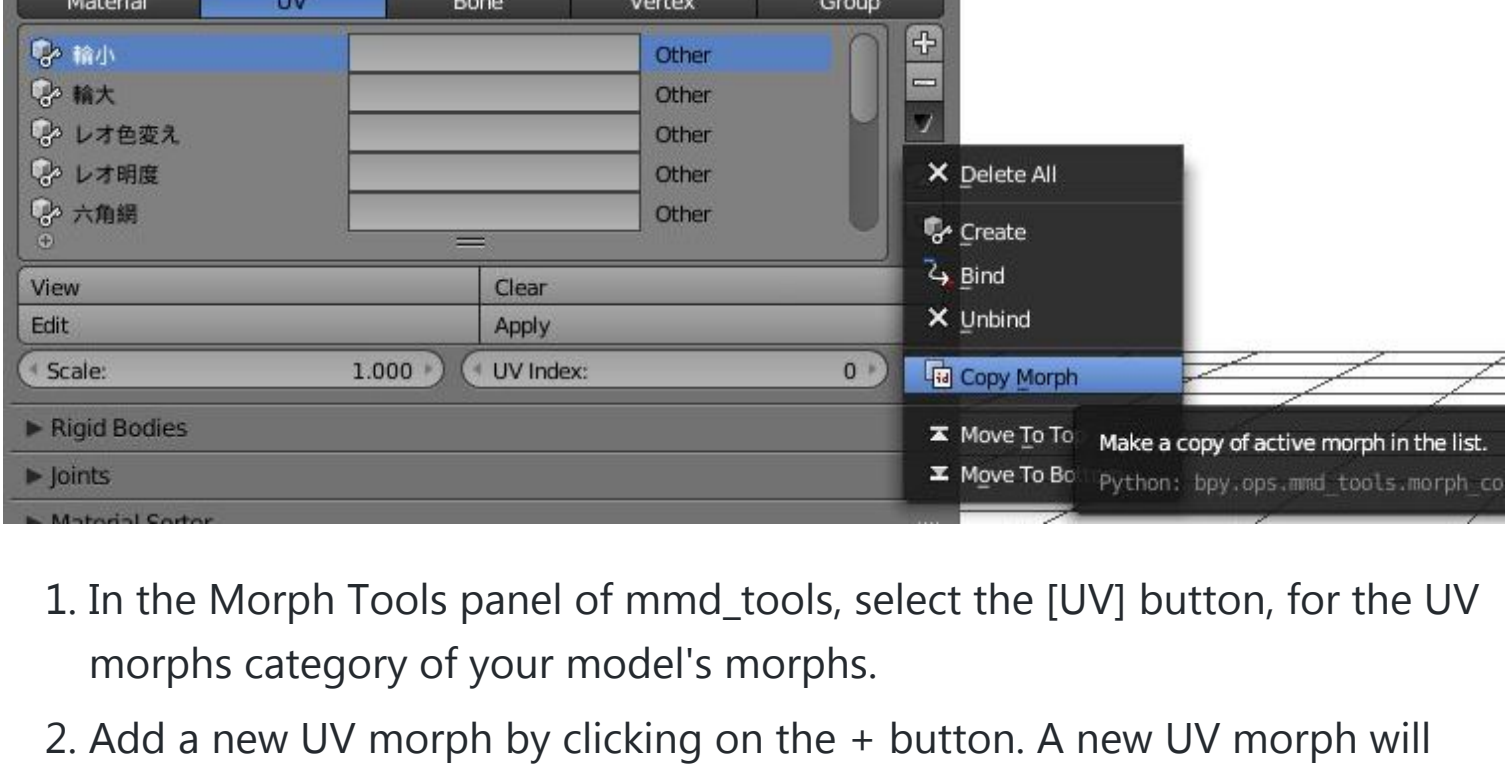 Material UV Bone Vertex Group
輪小 Other
輪大 Other
レオ色変え Other
レオ明度 Other
六角網 Other
Delete All
Create
Bind
Unbind
Copy Morph
Move To Top
Move To Bo
View Clear
Edit Apply
Scale: 1.000 UV Index: 0
Rigid Bodies
Joints
Material Sorter
Make a copy of active morph in the list.
Python: bpy.ops.mmd_tools.morph_co
1. In the Morph Tools panel of mmd_tools, select the [UV] button, for the UV
morphs category of your model's morphs.
2. Add a new UV morph by clicking on the + button. A new UV morph will